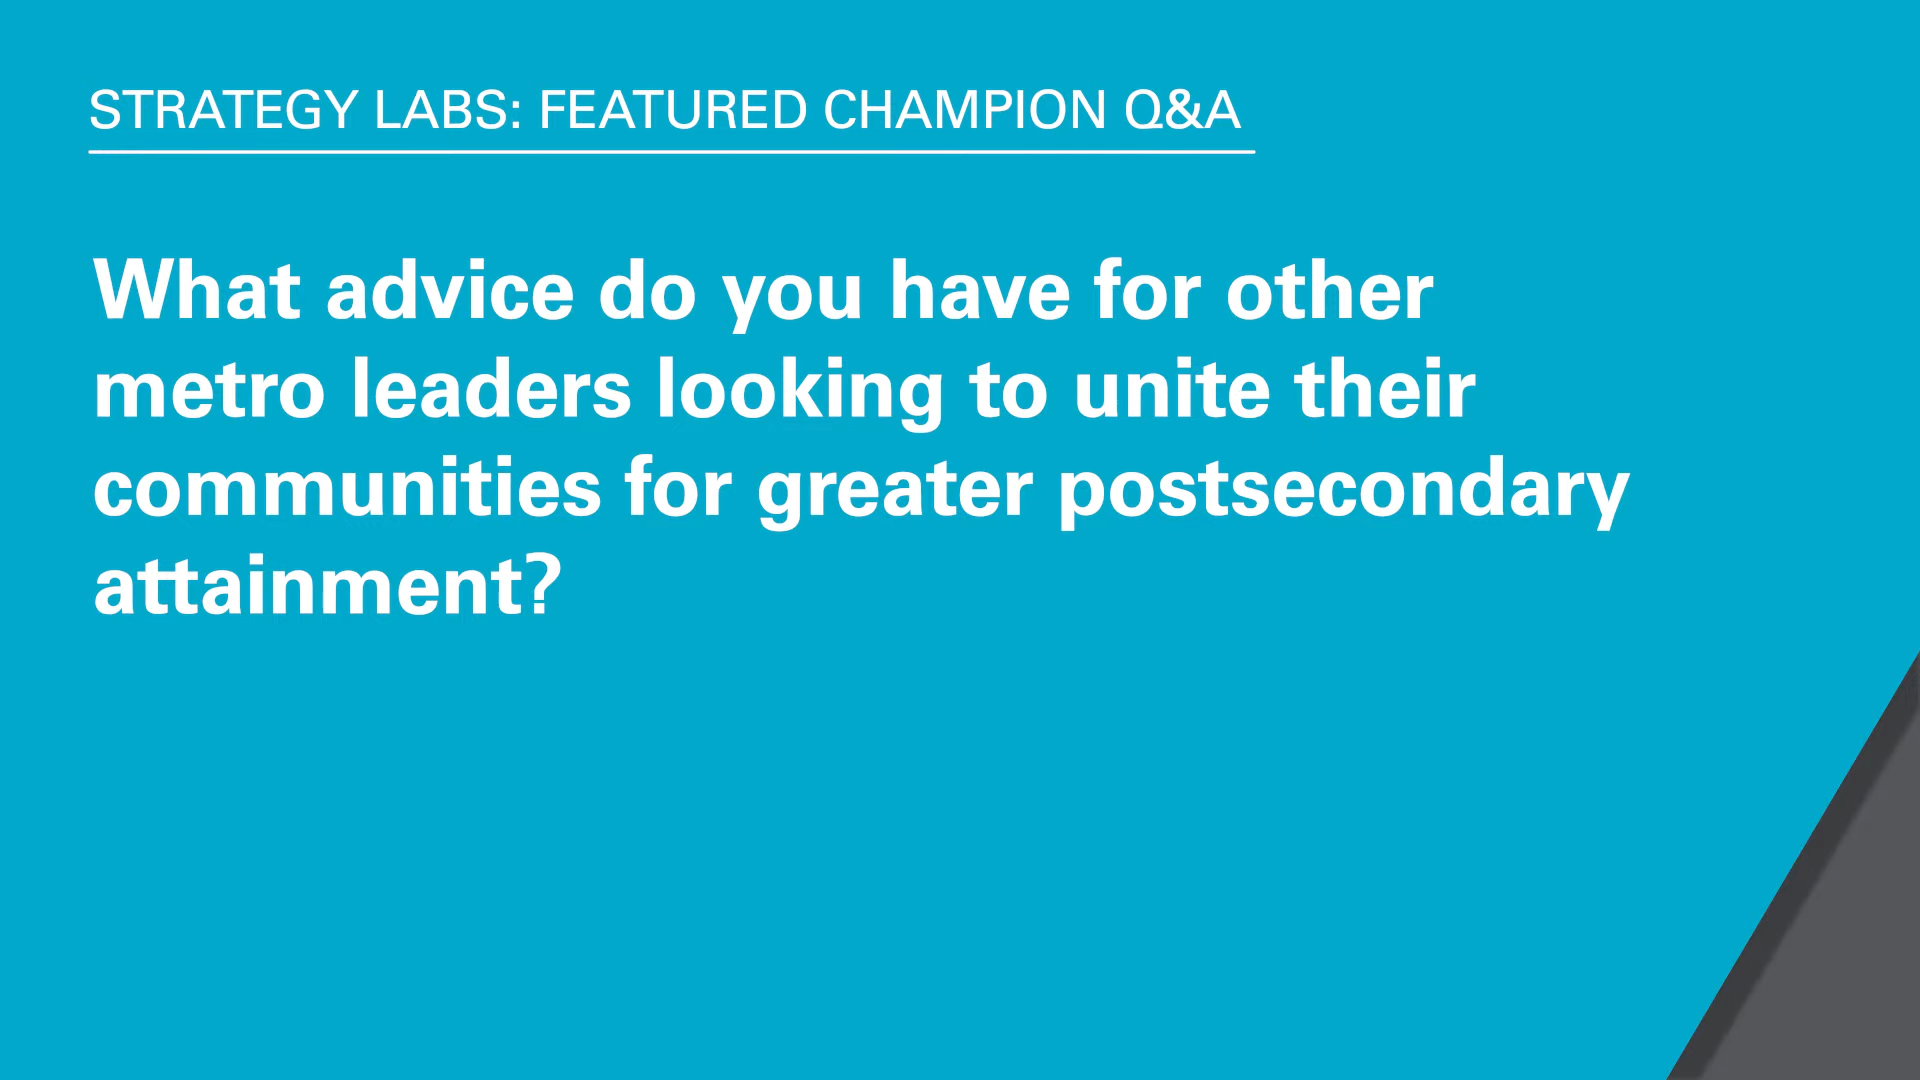 STRATEGY LABS: FEATURED CHAMPION Q&A
What advice do you have for other
metro leaders looking to unite their
communities for greater postsecondary
attainment?